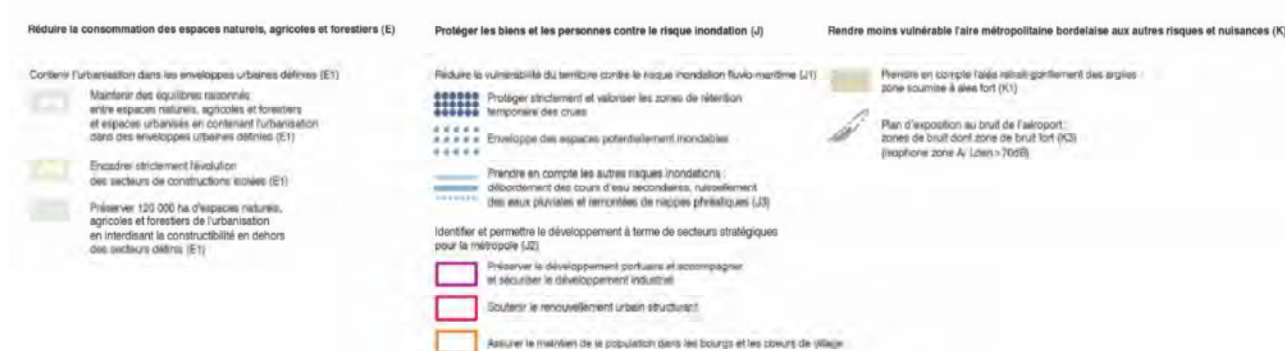 Réduire la consommation des espaces naturels, agricoles et forestiers (E)
Contenir l'urbanisation dans les enveloppes urbaines définies (E1)
Maintenir des équilibres raisonnés
entre espaces naturels, agricoles et forestiers
et espaces urbanisés en contenant l'urbanisation
dans des enveloppes urbaines définies (E1)
Encadrer strictement l'évolution
des secteurs de constructions isolées (E1)
Préserver 120 000 ha d'espaces naturels,
agricoles et forestiers de l'urbanisation
en interdisant la constructibilité en dehors
des secteurs définis (E1)
Protéger les biens et les personnes contre le risque inondation (J)
Réduire la vulnérabilité du territoire contre le risque inondation fluvio-maritime (J1)
Protéger strictement et valoriser les zones de rétention
temporaire des crues
Enveloppe des espaces potentiellement inondables
Prendre en compte les autres risques inondations :
débordement des cours d'eau secondaires, ruissellement
des eaux pluviales et remontées de nappes phréatiques (J3)
Identifier et permettre le développement à terme de secteurs stratégiques
pour la métropole (J2)
Préserver le développement portuaire et accompagner
et sécuriser le développement industriel
Soutenir le renouvellement urbain structurant
Assurer le maintien de la population dans les bourgs et les cœurs de village
Rendre moins vulnérable l'aire métropolitaine bordelaise aux autres risques et nuisances (K)
Prendre en compte l'aléa retrait-gonflement des argiles :
zone soumise à aléa fort (K1)
Plan d'exposition au bruit de l'aéroport :
zones de bruit dont zone de bruit fort (K3)
(isophone zone A: Lden > 70dB)